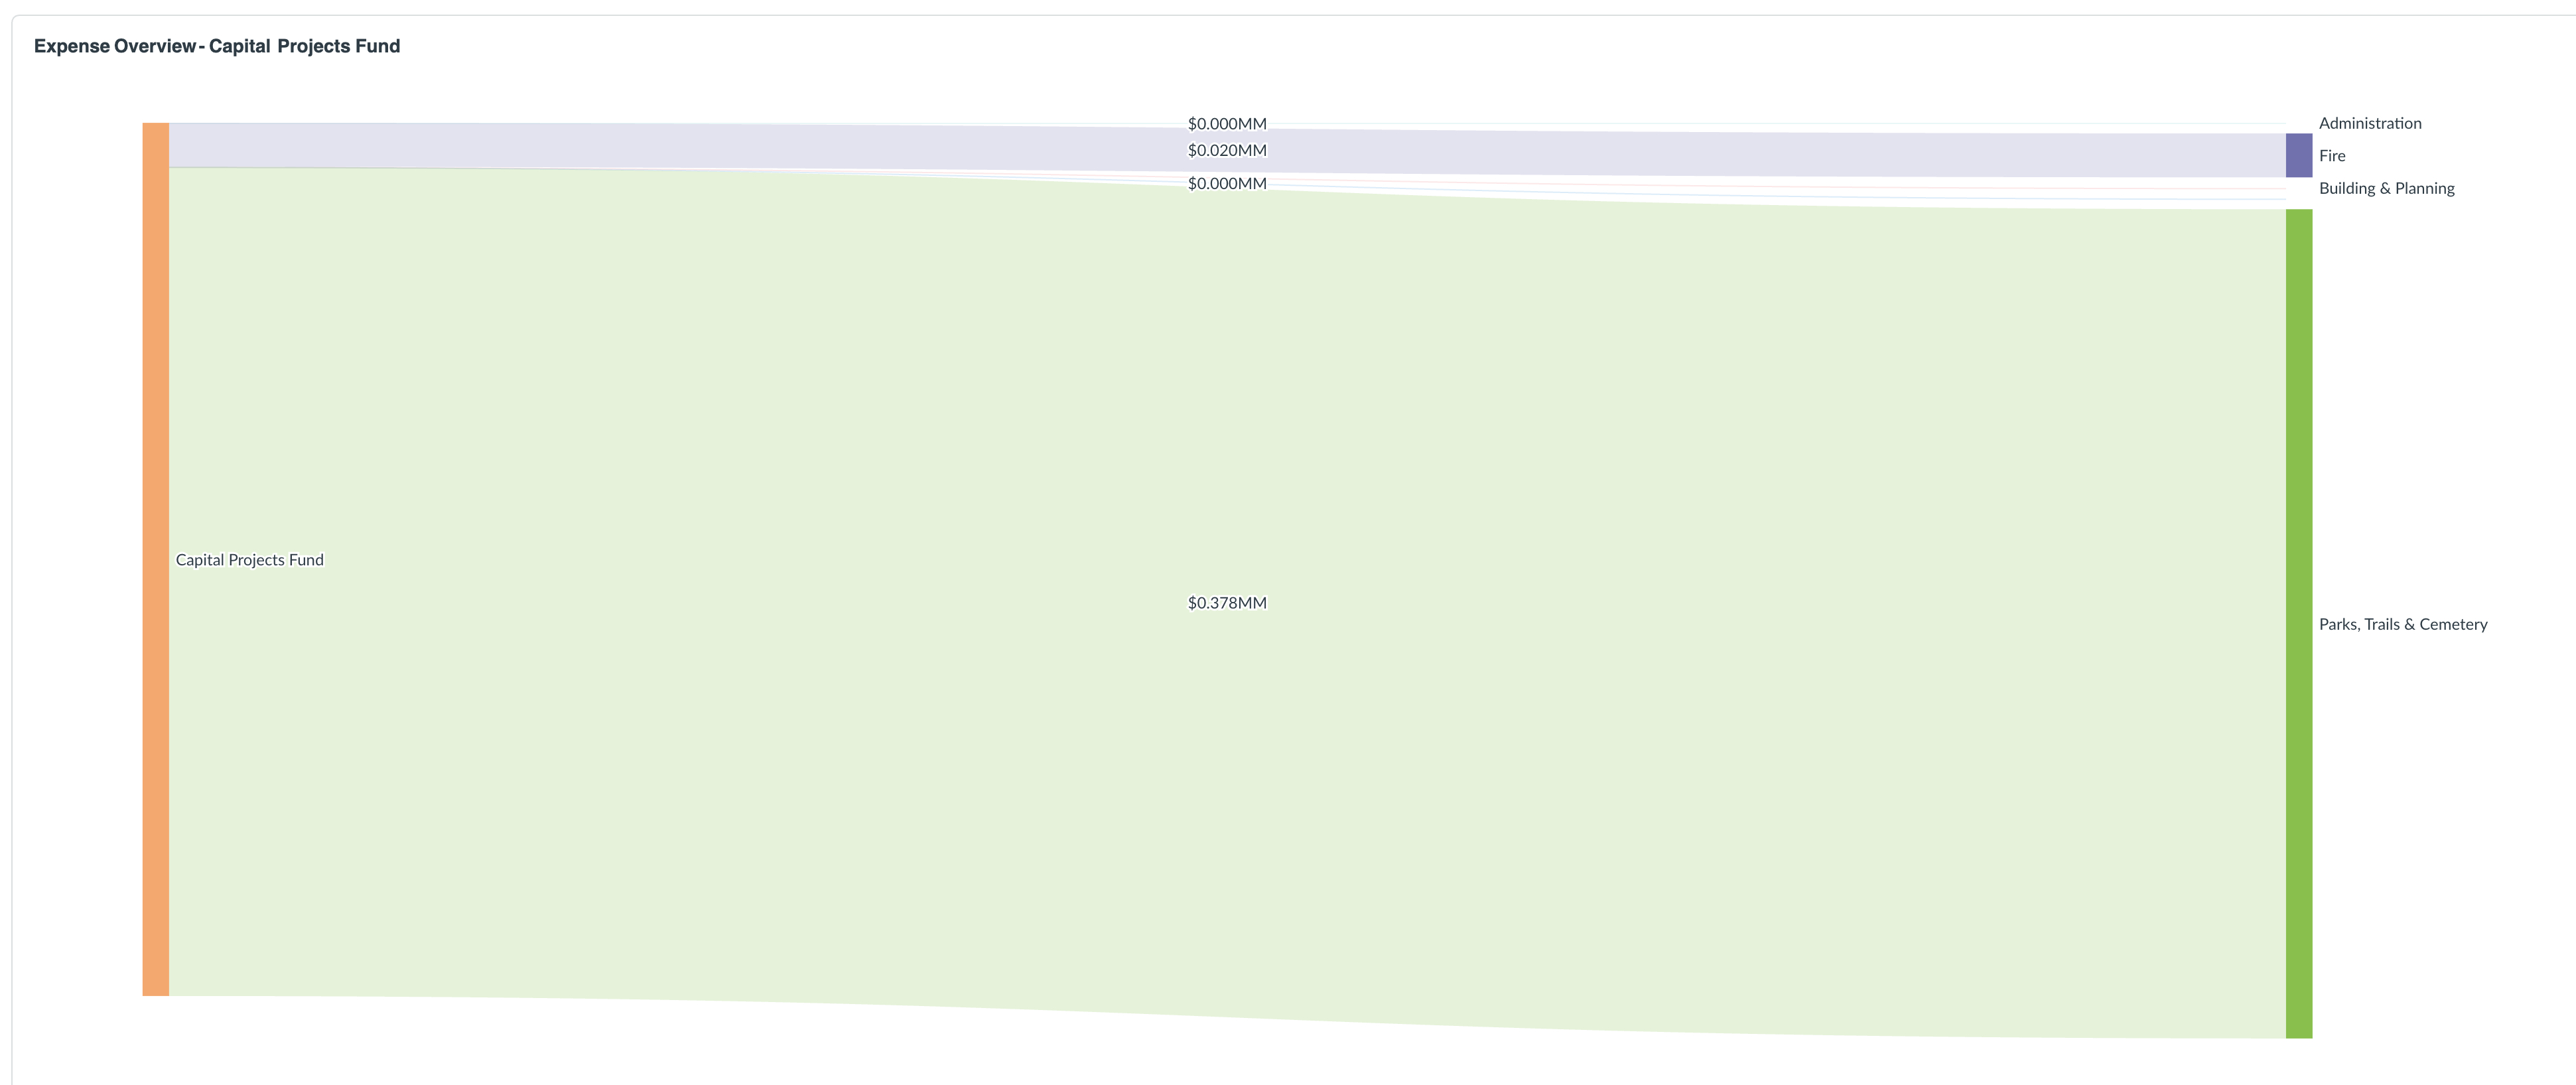 Expense Overview - Capital Projects Fund
$0.000MM
Administration
$0.020MM
Fire
$0.000MM
Building & Planning
Capital Projects Fund
$0.378MM
Parks, Trails & Cemetery